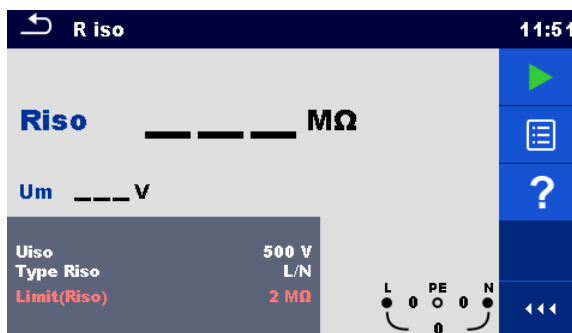 R iso 11:51
Riso _ _ _ MΩ
Um _ _ _ V
Uiso 500 V
Type Riso L/N
Limit(Riso) 2 MΩ
L PE N
0 0
0
?